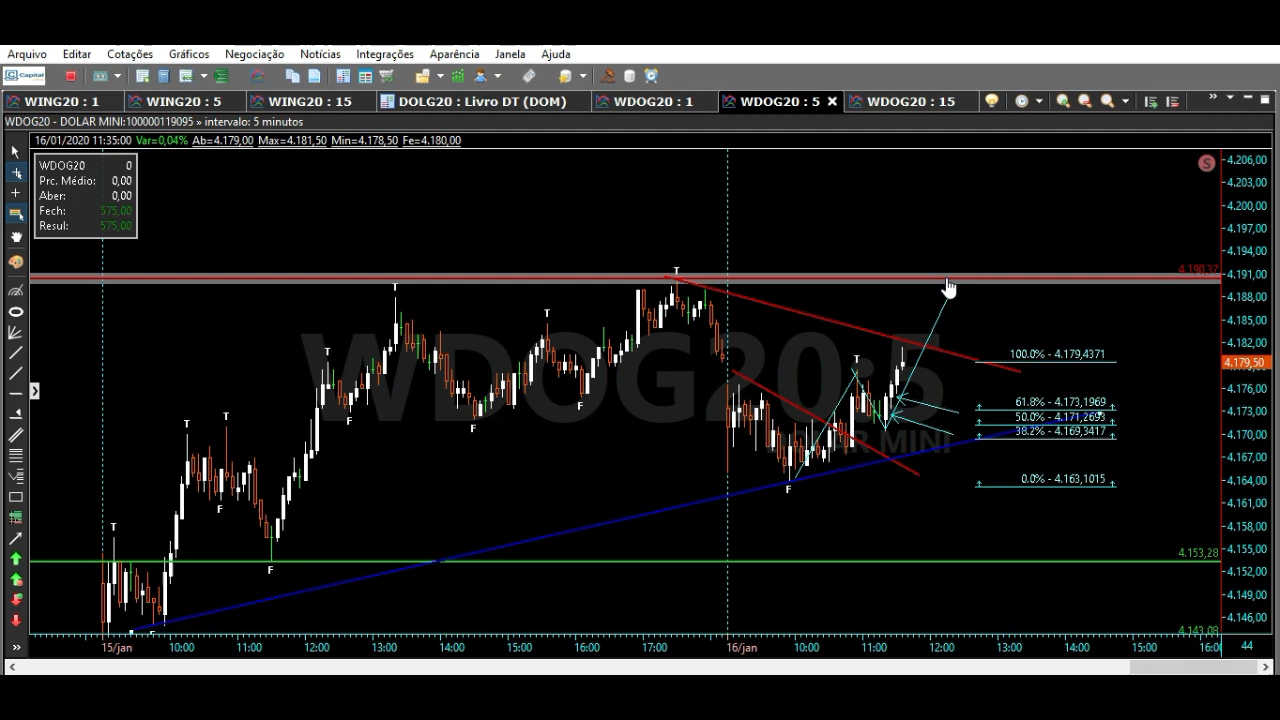 Arquivo Editar Cotações Gráficos Negociação Notícias Integrações Aparência Janela Ajuda
Capital
WING20 : 1 WING20 : 5 WING20 : 15 DOLG20 : Livro DT (DOM) WDOG20 : 1 WDOG20 : 5 WDOG20 : 15
WDOG20 - DOLAR MINI:100000119095 » intervalo: 5 minutos
16/01/2020 11:35:00 Var=0,04% Ab=4.179,00 Max=4.181,50 Min=4.178,50 Fe=4.180,00
WDOG20 0
Prc. Médio: 0,00
Aber: 0,00
Fech: 575,00
Resul: 575,00
S
4.206,00
4.203,00
4.200,00
4.197,00
4.194,00
4.190,37
4.191,00
4.188,00
4.185,00
4.182,00
4.179,50
4.176,00
4.173,00
4.170,00
4.167,00
4.164,00
4.161,00
4.158,00
4.155,00
4.153,28
4.152,00
4.149,00
4.146,00
4.143,08
WDOG20:5
DOLAR MINI
100.0% - 4.179,4371
61.8% - 4.173,1969
50.0% - 4.171,2693
38.2% - 4.169,3417
0.0% - 4.163,1015
T
T
T
T
T
T
T
T
F
F
F
F
F
F
15/jan 10:00 11:00 12:00 13:00 14:00 15:00 16:00 17:00 16/jan 10:00 11:00 12:00 13:00 14:00 15:00 16:00 44